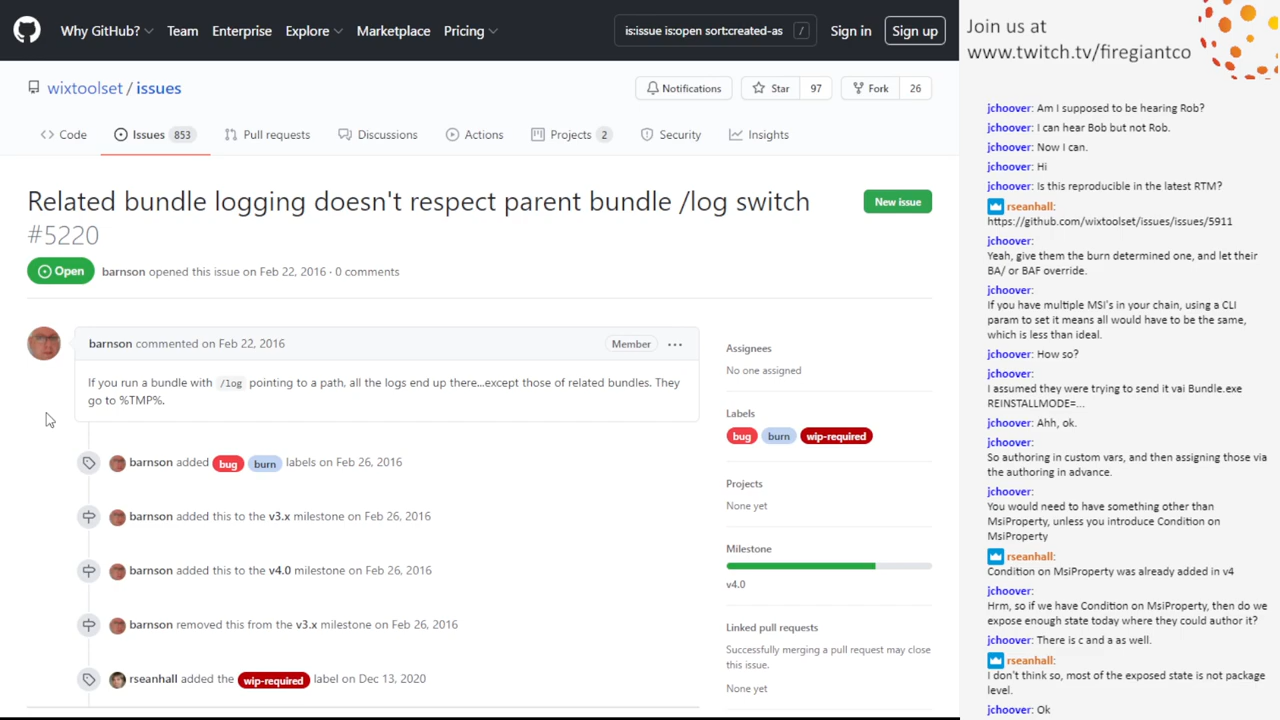 Why GitHub?
Team
Enterprise
Explore
Marketplace
Pricing
is:issue is:open sort:created-as
/
Sign in
Sign up
wixtoolset / issues
Notifications
Star
97
Fork
26
Code
Issues 853
Pull requests
Discussions
Actions
Projects 2
Security
Insights
Related bundle logging doesn't respect parent bundle /log switch
#5220
New issue
Open
barnson opened this issue on Feb 22, 2016 · 0 comments
barnson commented on Feb 22, 2016
Member
...
If you run a bundle with /log pointing to a path, all the logs end up there...except those of related bundles. They
go to %TMP%.
barnson added bug burn labels on Feb 26, 2016
barnson added this to the v3.x milestone on Feb 26, 2016
barnson added this to the v4.0 milestone on Feb 26, 2016
barnson removed this from the v3.x milestone on Feb 26, 2016
rseanhall added the wip-required label on Dec 13, 2020
Assignees
No one assigned
Labels
bug burn wip-required
Projects
None yet
Milestone
v4.0
Linked pull requests
Successfully merging a pull request may close
this issue.
None yet
Join us at
www.twitch.tv/firegiantco
jchoover: Am I supposed to be hearing Rob?
jchoover: I can hear Bob but not Rob.
jchoover: Now I can.
jchoover: Hi
jchoover: Is this reproducible in the latest RTM?
rseanhall:
https://github.com/wixtoolset/issues/issues/5911
jchoover:
Yeah, give them the burn determined one, and let their
BA/ or BAF override.
jchoover:
If you have multiple MSI's in your chain, using a CLI
param to set it means all would have to be the same,
which is less than ideal.
jchoover: How so?
jchoover:
I assumed they were trying to send it vai Bundle.exe
REINSTALLMODE=...
jchoover: Ahh, ok.
jchoover:
So authoring in custom vars, and then assigning those via
the authoring in advance.
jchoover:
You would need to have something other than
MsiProperty, unless you introduce Condition on
MsiProperty
rseanhall:
Condition on MsiProperty was already added in v4
jchoover:
Hrm, so if we have Condition on MsiProperty, then do we
expose enough state today where they could author it?
jchoover: There is c and a as well.
rseanhall:
I don't think so, most of the exposed state is not package
level.
jchoover: Ok